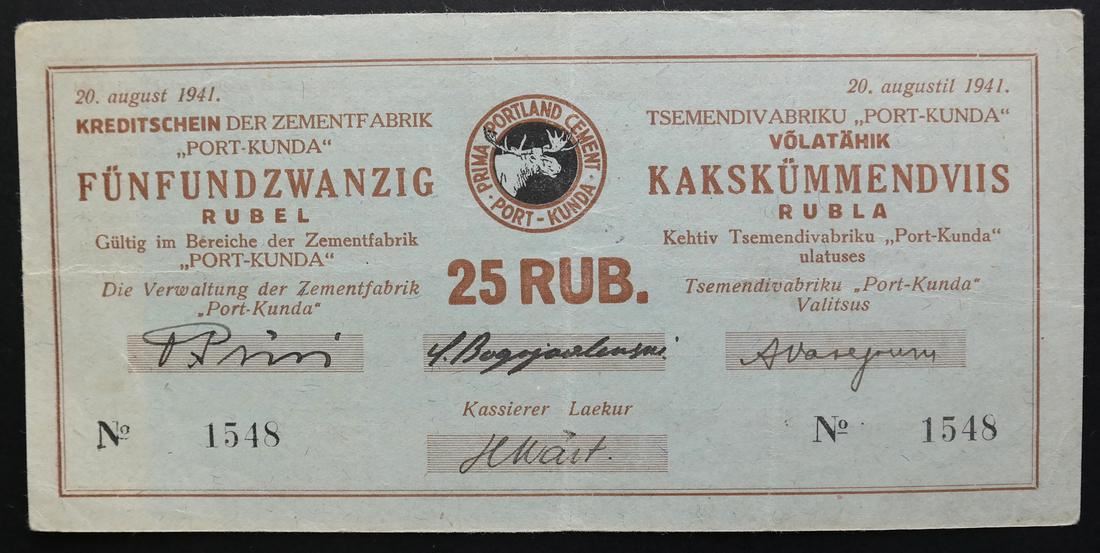 20. august 1941.
KREDITSCHEIN DER ZEMENTFABRIK
„PORT-KUNDA“
FÜNFUNDZWANZIG
RUBEL
Gültig im Bereiche der Zementfabrik
„PORT-KUNDA“
Die Verwaltung der Zementfabrik
„Port-Kunda“
PRIMA PORTLAND CEMENT
· PORT-KUNDA ·
25 RUB.
20. augustil 1941.
TSEMENDIVABRIKU „PORT-KUNDA“
VÕLATÄHIK
KAKSKÜMMENDVIIS
RUBLA
Kehtiv Tsemendivabriku „Port-Kunda“
ulatuses
Tsemendivabriku „Port-Kunda“
Valitsus
Kassierer Laekur
№ 1548
№ 1548